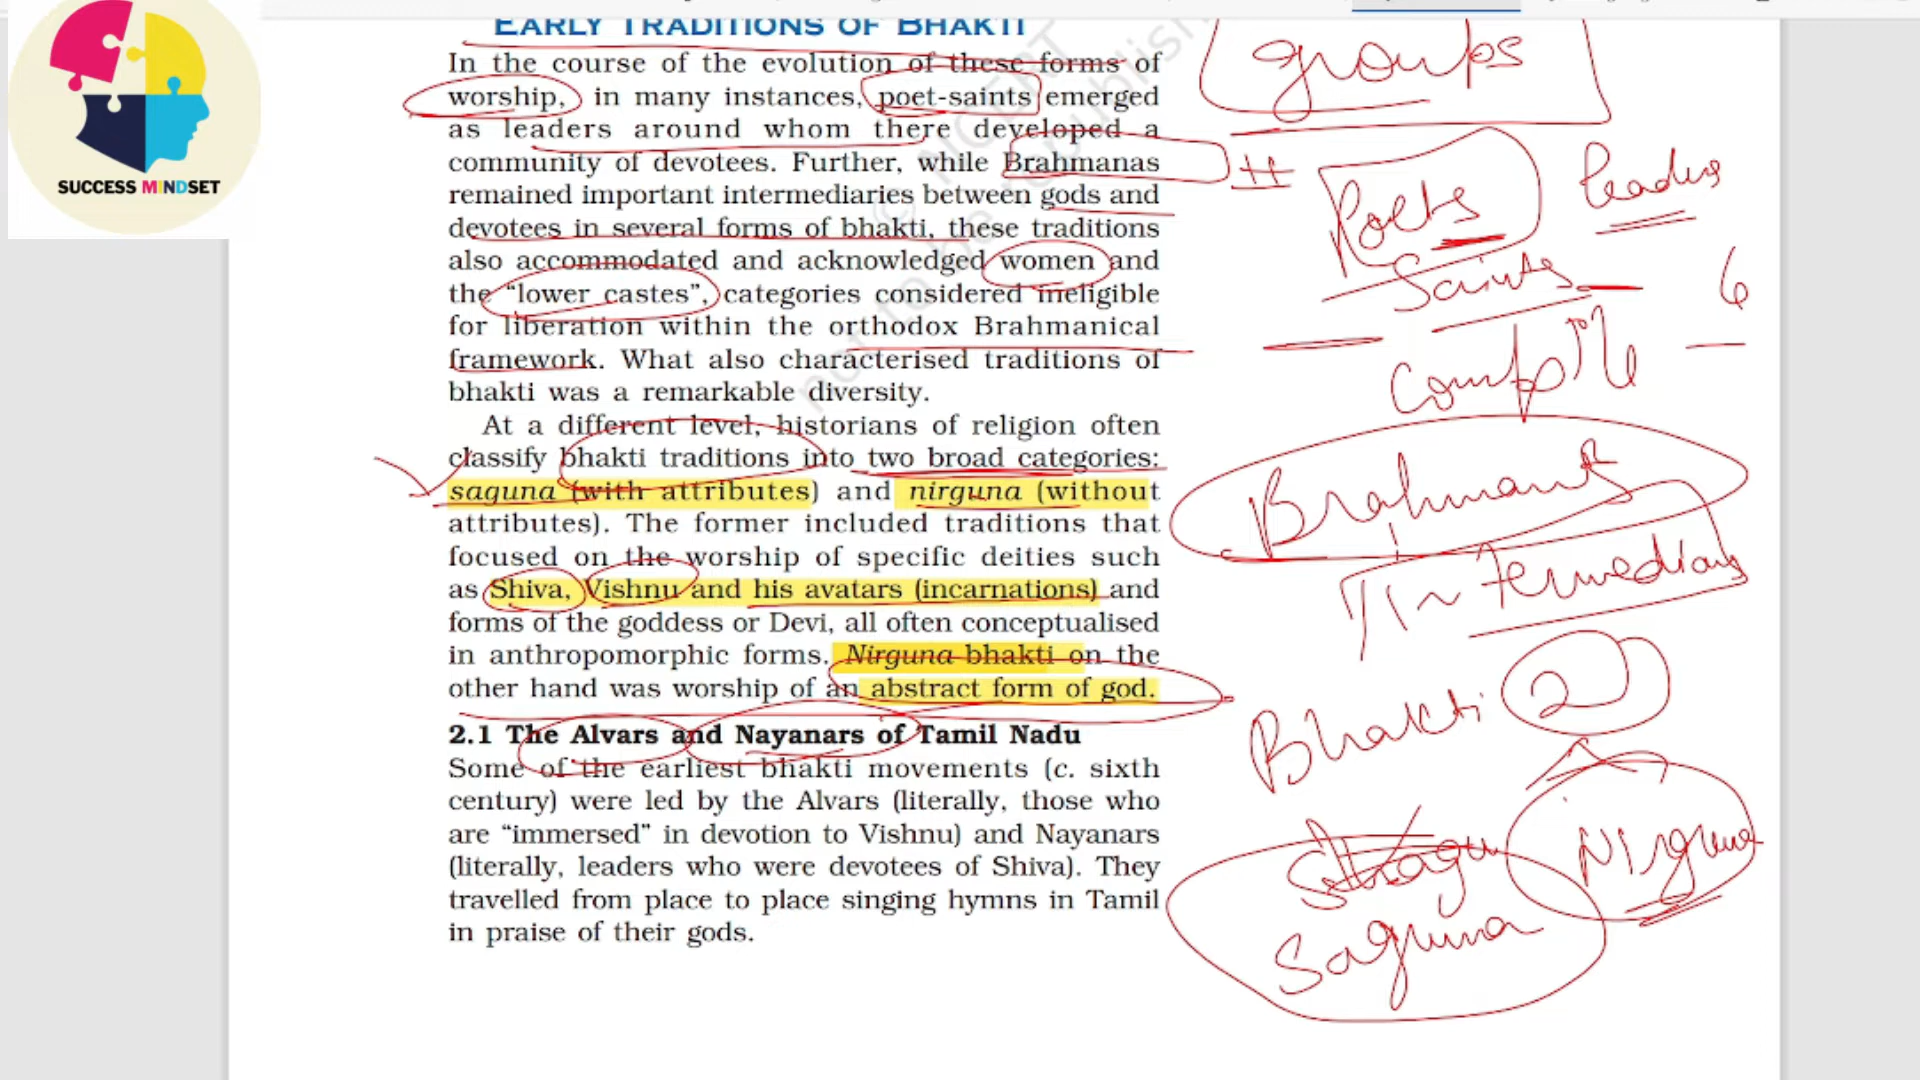 EARLY TRADITIONS OF BHAKTI
In the course of the evolution of these forms of
worship, in many instances, poet-saints emerged
as leaders around whom there developed a
community of devotees. Further, while Brahmanas
remained important intermediaries between gods and
devotees in several forms of bhakti, these traditions
also accommodated and acknowledged women and
the “lower castes”, categories considered ineligible
for liberation within the orthodox Brahmanical
framework. What also characterised traditions of
bhakti was a remarkable diversity.
At a different level, historians of religion often
classify bhakti traditions into two broad categories:
saguna (with attributes) and nirguna (without
attributes). The former included traditions that
focused on the worship of specific deities such
as Shiva, Vishnu and his avatars (incarnations) and
forms of the goddess or Devi, all often conceptualised
in anthropomorphic forms. Nirguna bhakti on the
other hand was worship of an abstract form of god.
2.1 The Alvars and Nayanars of Tamil Nadu
Some of the earliest bhakti movements (c. sixth
century) were led by the Alvars (literally, those who
are “immersed” in devotion to Vishnu) and Nayanars
(literally, leaders who were devotees of Shiva). They
travelled from place to place singing hymns in Tamil
in praise of their gods.
SUCCESS MINDSET
© NCERT
not to be republished
groups
Poets
leaders
Saints
6
Brahmans
Intermediary
Bhakti 2
Nirguna
Saguna